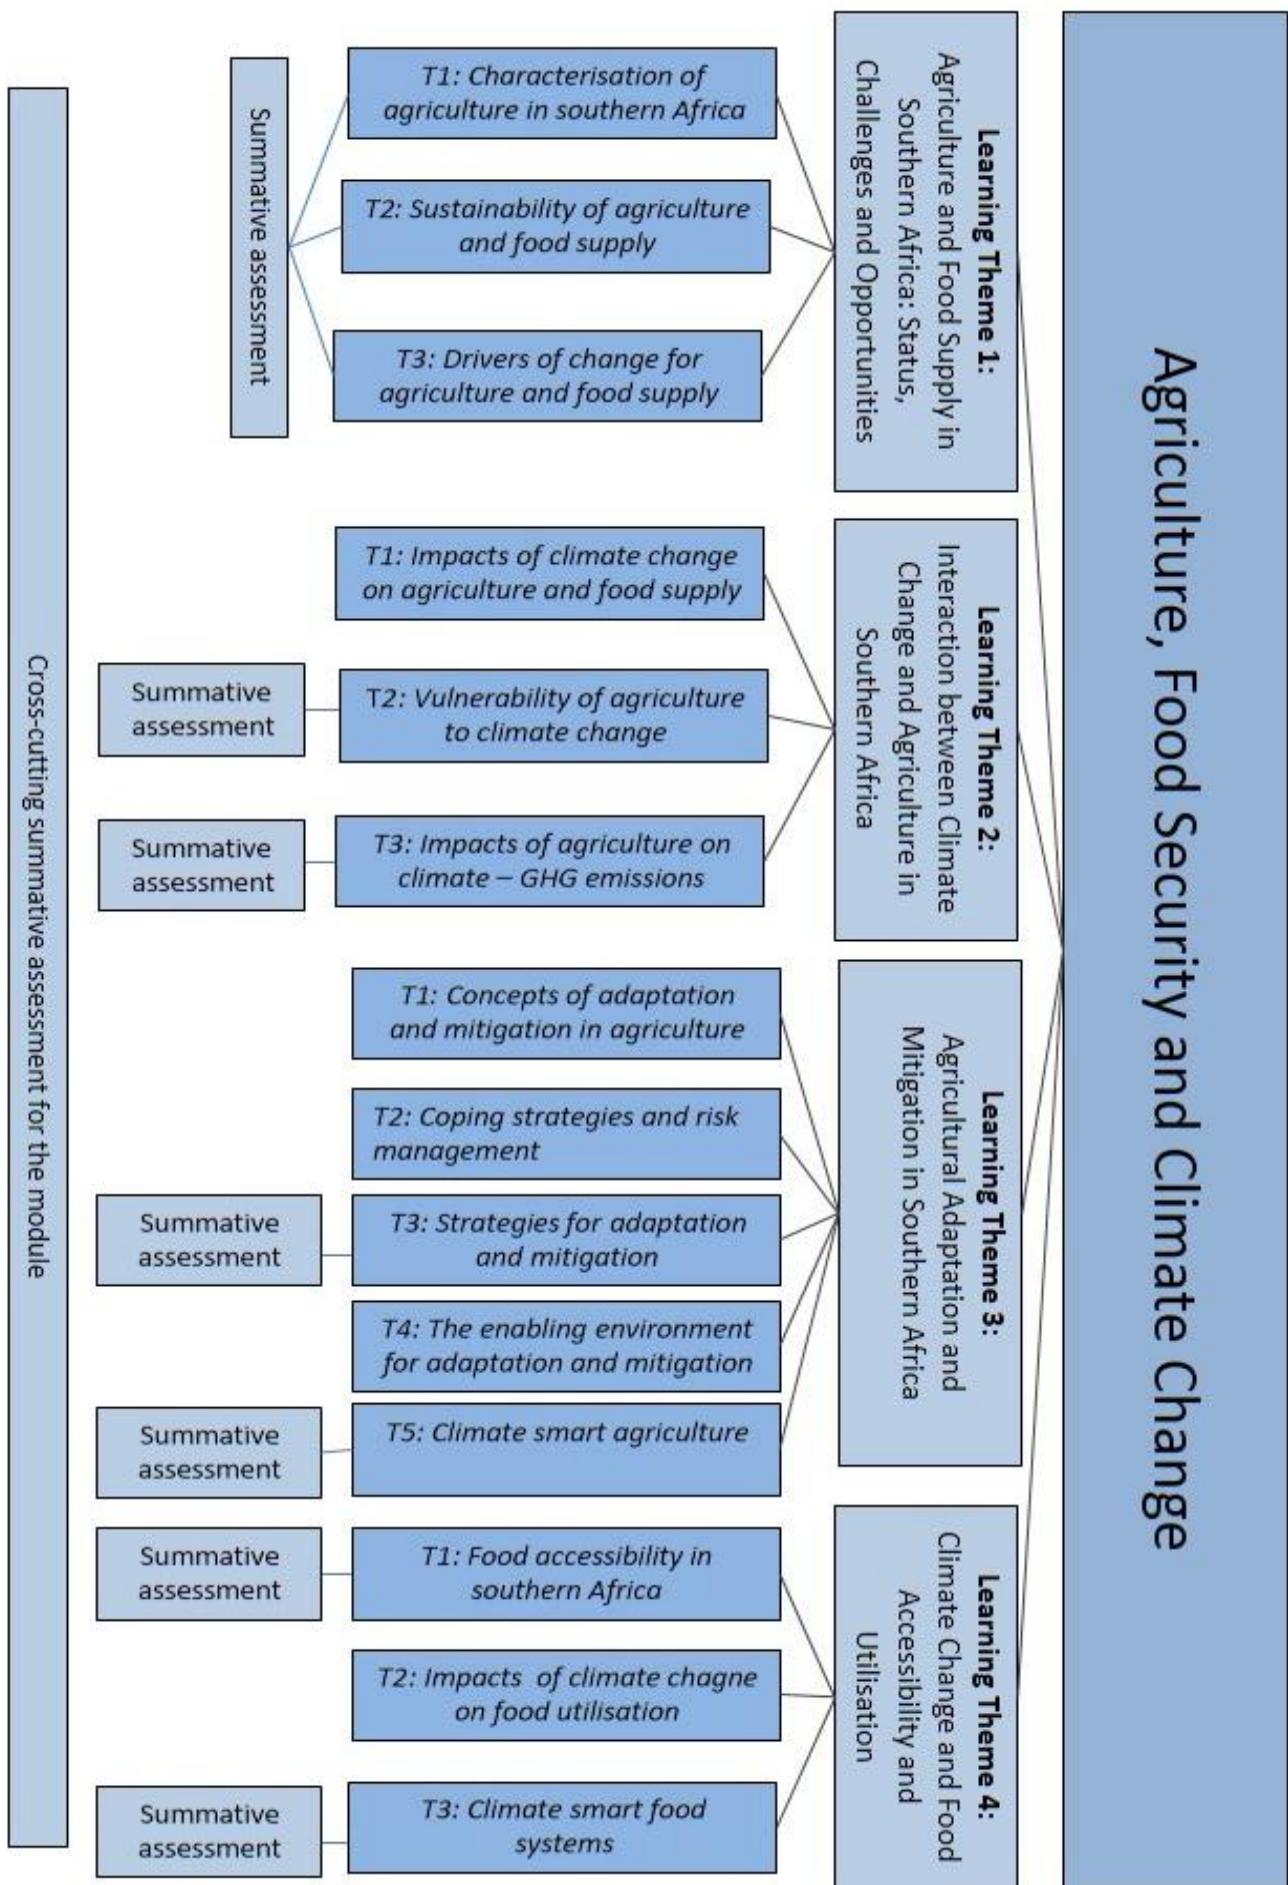 Agriculture, Food Security and Climate Change
Learning Theme 1:
Agriculture and Food Supply in
Southern Africa: Status,
Challenges and Opportunities
T1: Characterisation of
agriculture in southern Africa
T2: Sustainability of agriculture
and food supply
T3: Drivers of change for
agriculture and food supply
Summative assessment
Learning Theme 2:
Interaction between Climate
Change and Agriculture in
Southern Africa
T1: Impacts of climate change
on agriculture and food supply
T2: Vulnerability of agriculture
to climate change
Summative
assessment
T3: Impacts of agriculture on
climate – GHG emissions
Summative
assessment
Learning Theme 3:
Agricultural Adaptation and
Mitigation in Southern Africa
T1: Concepts of adaptation
and mitigation in agriculture
T2: Coping strategies and risk
management
T3: Strategies for adaptation
and mitigation
Summative
assessment
T4: The enabling environment
for adaptation and mitigation
T5: Climate smart agriculture
Summative
assessment
Learning Theme 4:
Climate Change and Food
Accessibility and
Utilisation
T1: Food accessibility in
southern Africa
Summative
assessment
T2: Impacts  of climate chagne
on food utilisation
T3: Climate smart food
systems
Summative
assessment
Cross-cutting summative assessment for the module